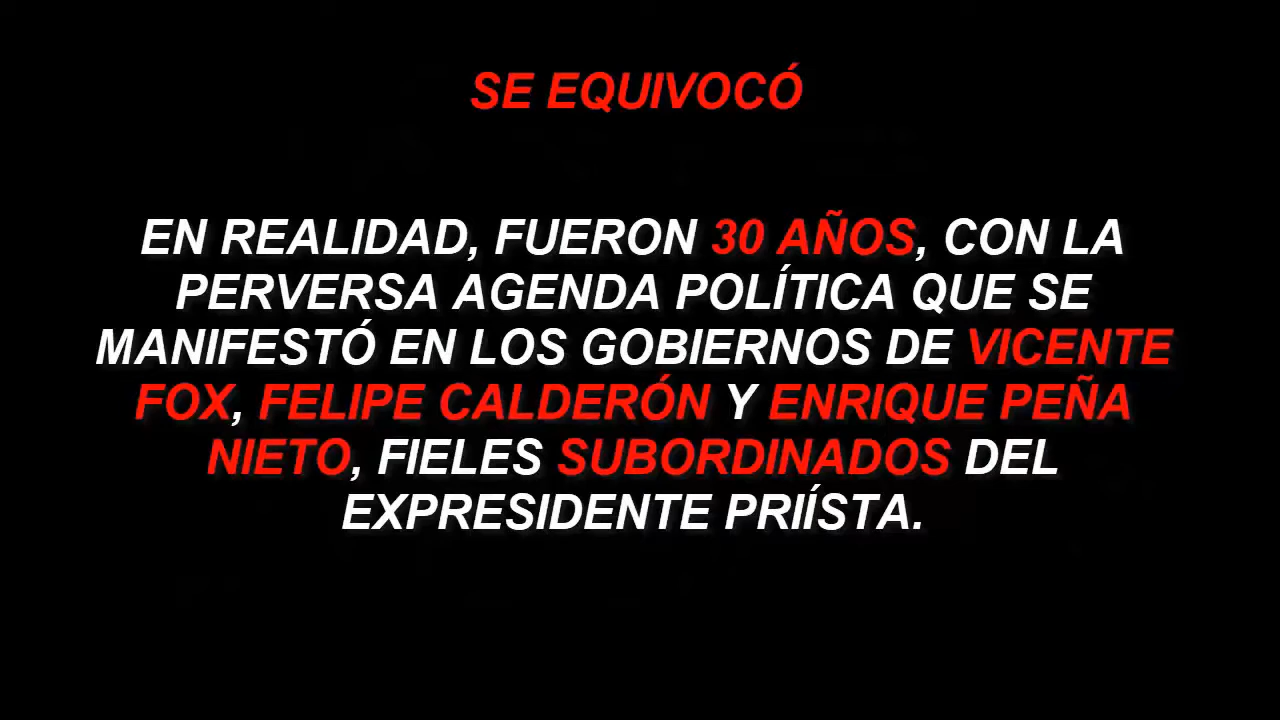 SE EQUIVOCÓ
EN REALIDAD, FUERON 30 AÑOS, CON LA
PERVERSA AGENDA POLÍTICA QUE SE
MANIFESTÓ EN LOS GOBIERNOS DE VICENTE
FOX, FELIPE CALDERÓN Y ENRIQUE PEÑA
NIETO, FIELES SUBORDINADOS DEL
EXPRESIDENTE PRIÍSTA.